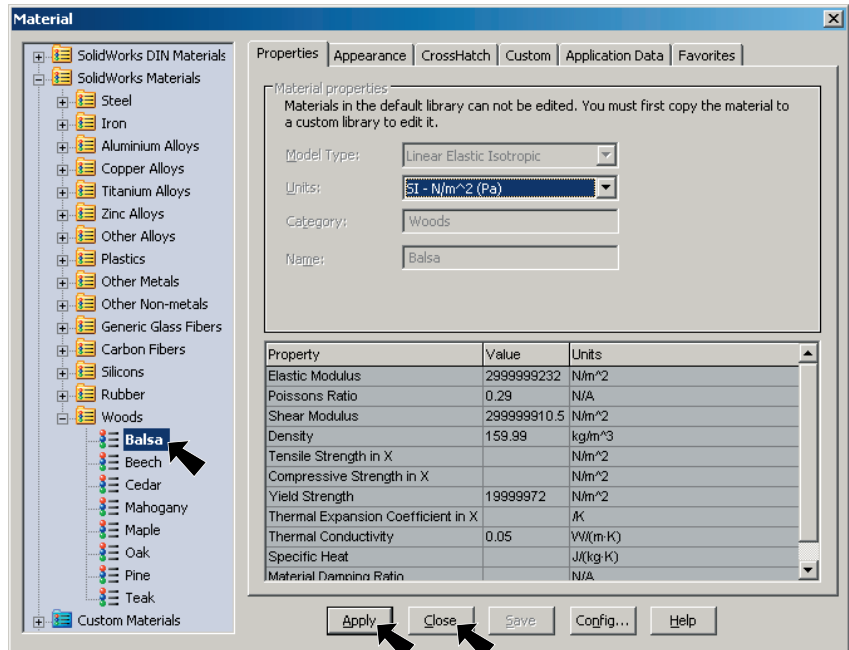 Material
SolidWorks DIN Materials
SolidWorks Materials
Steel
Iron
Aluminium Alloys
Copper Alloys
Titanium Alloys
Zinc Alloys
Other Alloys
Plastics
Other Metals
Other Non-metals
Generic Glass Fibers
Carbon Fibers
Silicons
Rubber
Woods
Balsa
Beech
Cedar
Mahogany
Maple
Oak
Pine
Teak
Custom Materials
Properties Appearance CrossHatch Custom Application Data Favorites
Material properties
Materials in the default library can not be edited. You must first copy the material to
a custom library to edit it.
Model Type: Linear Elastic Isotropic
Units: SI - N/m^2 (Pa)
Category: Woods
Name: Balsa
Property Value Units
Elastic Modulus 2999999232 N/m^2
Poissons Ratio 0.29 N/A
Shear Modulus 299999910.5 N/m^2
Density 159.99 kg/m^3
Tensile Strength in X N/m^2
Compressive Strength in X N/m^2
Yield Strength 19999972 N/m^2
Thermal Expansion Coefficient in X /K
Thermal Conductivity 0.05 W/(m·K)
Specific Heat J/(kg·K)
Material Damping Ratio N/A
Apply Close Save Config... Help